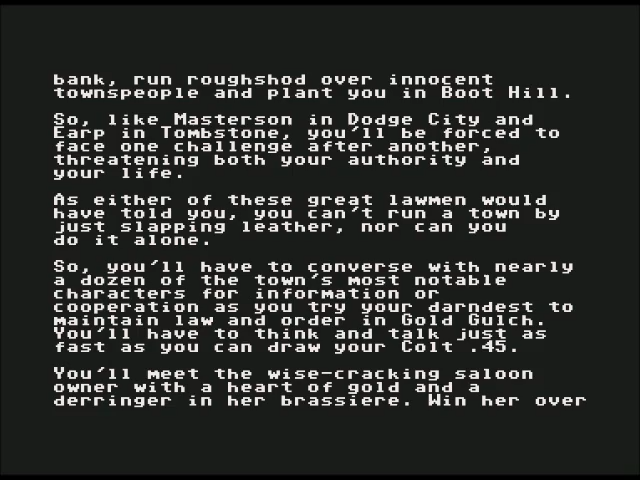 bank, run roughshod over innocent
townspeople and plant you in Boot Hill.
So, like Masterson in Dodge City and
Earp in Tombstone, you'll be forced to
face one challenge after another,
threatening both your authority and
your life.
As either of these great lawmen would
have told you, you can't run a town by
just slapping leather, nor can you
do it alone.
So, you'll have to converse with nearly
a dozen of the town's most notable
characters for information or
cooperation as you try your darndest to
maintain law and order in Gold Gulch.
You'll have to think and talk just as
fast as you can draw your Colt .45.
You'll meet the wise-cracking saloon
owner with a heart of gold and a
derringer in her brassiere. Win her over